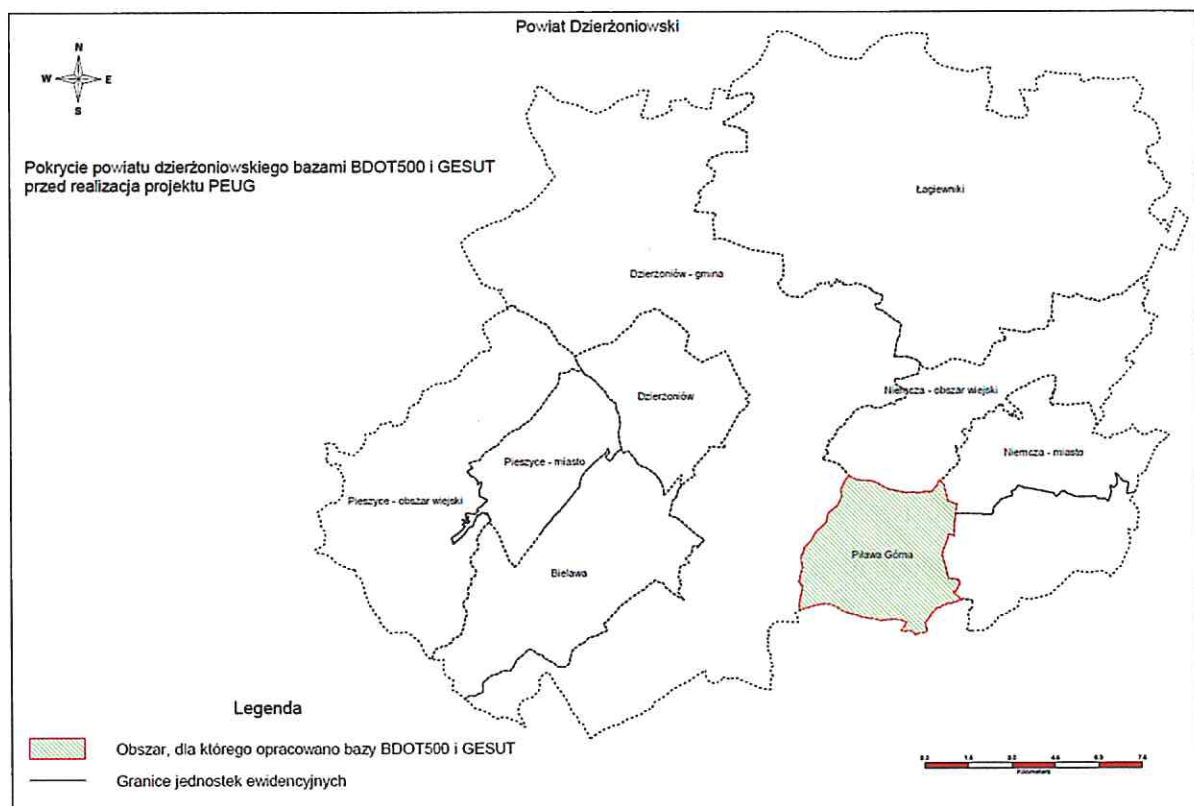 Powiat Dzierżoniowski
N
W E
S
Pokrycie powiatu dzierżoniowskiego bazami BDOT500 i GESUT
przed realizacja projektu PEUG
Łagiewniki
Dzierżoniów - gmina
Niemcza - obszar wiejski
Dzierżoniów
Niemcza - miasto
Pieszyce - miasto
Pieszyce - obszar wiejski
Piława Górna
Bielawa
Legenda
Obszar, dla którego opracowano bazy BDOT500 i GESUT
Granice jednostek ewidencyjnych
Kilometers